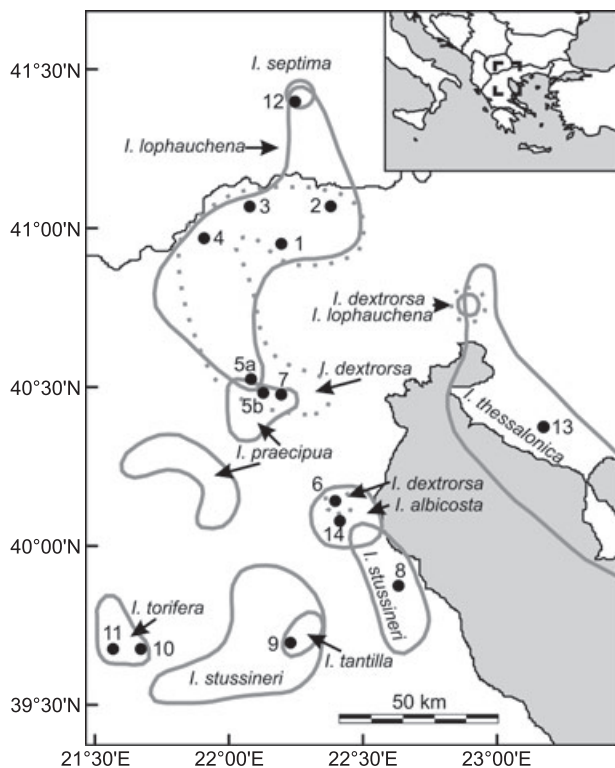 41°30'N
41°00'N
40°30'N
40°00'N
39°30'N
I. septima
12
I. lophauchena
3
2
4
1
I. dextrorsa
I. lophauchena
5a
7
I. dextrorsa
5b
I. thessalonica
13
I. praecipua
6
I. dextrorsa
I. albicosta
14
I. stussineri
8
I. torifera
11
10
9
I. tantilla
I. stussineri
50 km
21°30'E
22°00'E
22°30'E
23°00'E